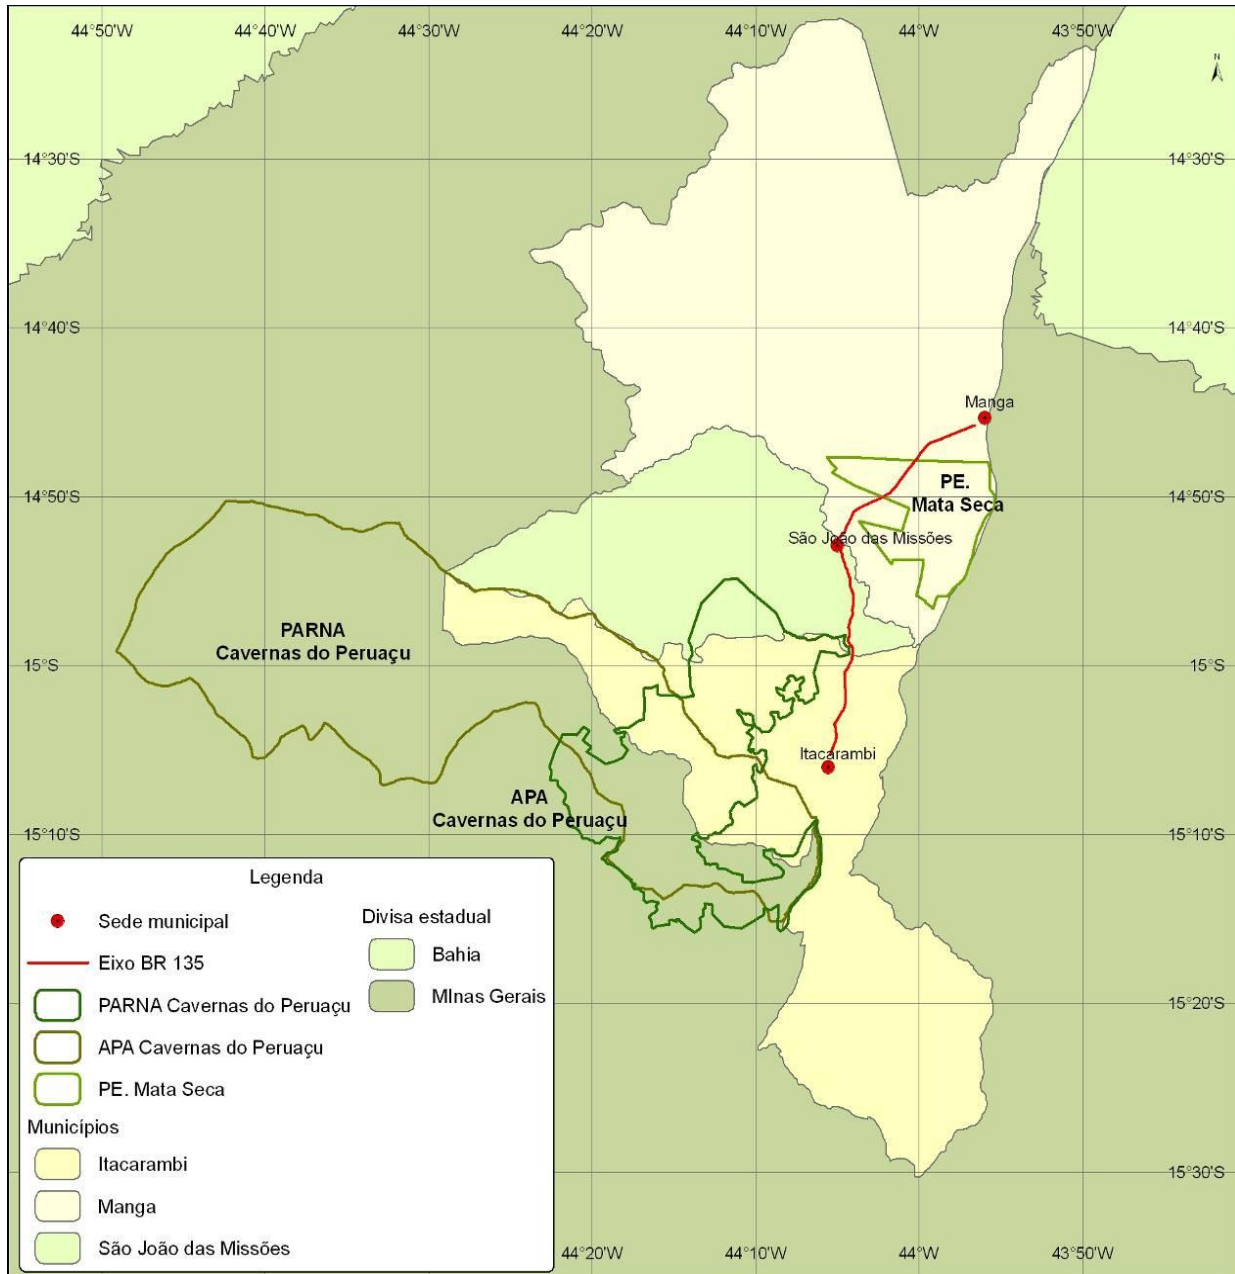 44°50'W 44°40'W 44°30'W 44°20'W 44°10'W 44°W 43°50'W
N
14°30'S 14°30'S
14°40'S 14°40'S
Manga
PE.
Mata Seca
14°50'S 14°50'S
São João das Missões
PARNA
Cavernas do Peruaçu
15°S 15°S
Itacarambi
APA
Cavernas do Peruaçu
15°10'S 15°10'S
Legenda
Sede municipal
Eixo BR 135
PARNA Cavernas do Peruaçu
APA Cavernas do Peruaçu
PE. Mata Seca
Municípios
Itacarambi
Manga
São João das Missões
Divisa estadual
Bahia
MInas Gerais
15°20'S
15°30'S
44°20'W 44°10'W 44°W 43°50'W